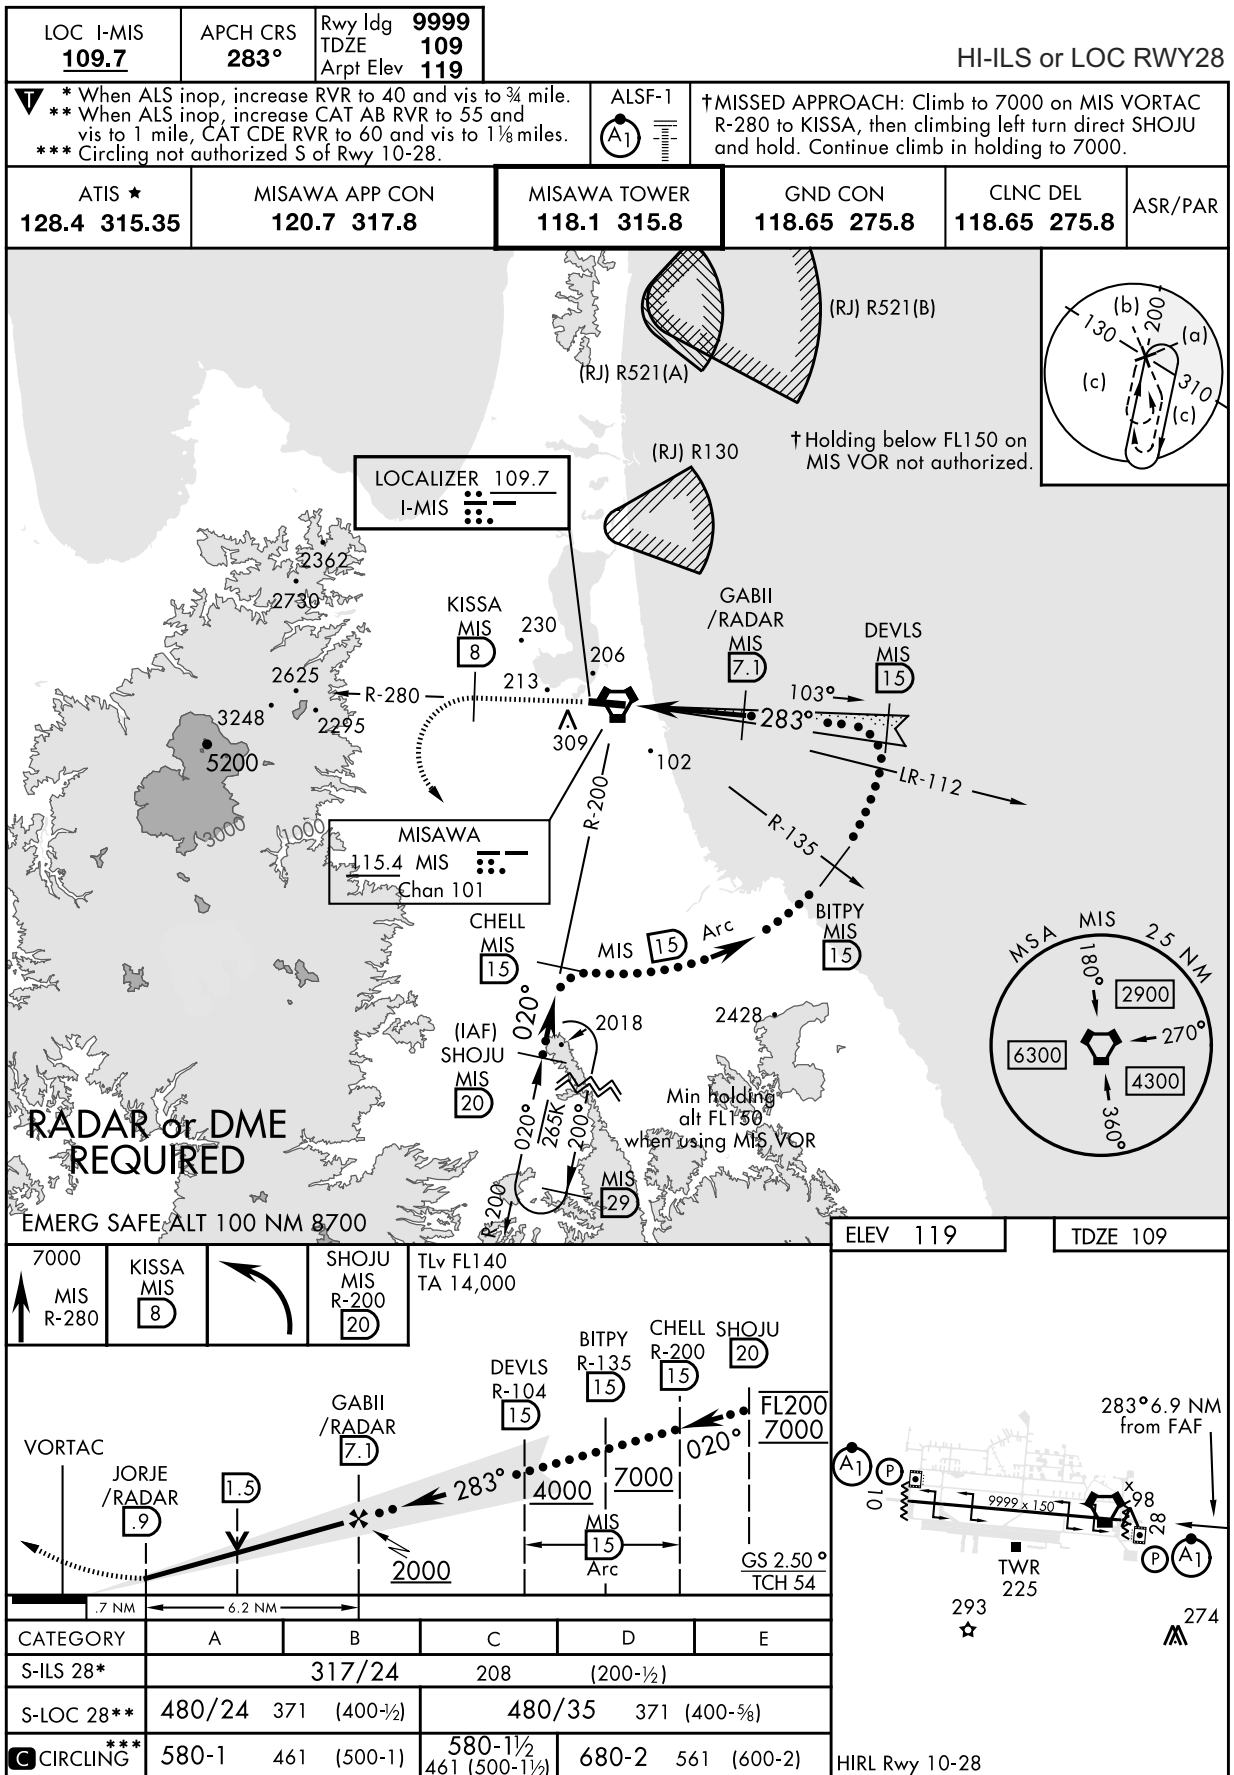 LOC I-MIS
109.7
APCH CRS
283°
Rwy ldg 9999
TDZE 109
Arpt Elev 119
HI-ILS or LOC RWY28
T
* When ALS inop, increase RVR to 40 and vis to ¾ mile.
** When ALS inop, increase CAT AB RVR to 55 and
vis to 1 mile, CAT CDE RVR to 60 and vis to 1⅛ miles.
*** Circling not authorized S of Rwy 10-28.
ALSF-1
A1
†MISSED APPROACH: Climb to 7000 on MIS VORTAC
R-280 to KISSA, then climbing left turn direct SHOJU
and hold. Continue climb in holding to 7000.
ATIS ★
128.4 315.35
MISAWA APP CON
120.7 317.8
MISAWA TOWER
118.1 315.8
GND CON
118.65 275.8
CLNC DEL
118.65 275.8
ASR/PAR
(RJ) R521(B)
(RJ) R521(A)
(b)
200
(a)
130
(c)
310
(c)
†Holding below FL150 on
MIS VOR not authorized.
(RJ) R130
LOCALIZER 109.7
I-MIS
2362
2730
2625
3248
2295
5200
3000
1000
KISSA
MIS
8
230
206
213
309
102
R-280
GABII
/RADAR
MIS
7.1
DEVLS
MIS
15
103°
283°
LR-112
R-135
R-200
MISAWA
115.4 MIS
Chan 101
CHELL
MIS
15
MIS 15 Arc
BITPY
MIS
15
020°
(IAF)
SHOJU
MIS
20
2018
2428
020°
265K
200°
R-200
MIS
29
Min holding
alt FL150
when using MIS VOR
MSA MIS 25 NM
180°
2900
270°
6300
4300
360°
RADAR or DME
REQUIRED
EMERG SAFE ALT 100 NM 8700
ELEV 119
TDZE 109
7000
MIS
R-280
KISSA
MIS
8
SHOJU
MIS
R-200
20
TLv FL140
TA 14,000
VORTAC
JORJE
/RADAR
.9
1.5
GABII
/RADAR
7.1
DEVLS
R-104
15
BITPY
R-135
15
CHELL
R-200
15
SHOJU
20
FL200
7000
020°
283°
7000
4000
2000
MIS
15
Arc
GS 2.50°
TCH 54
.7 NM
6.2 NM
283° 6.9 NM
from FAF
A1
P
10
9999 x 150
X
98
28
P
A1
TWR
225
293
274
HIRL Rwy 10-28
CATEGORY A B C D E
S-ILS 28* 317/24 208 (200-½)
S-LOC 28** 480/24 371 (400-½) 480/35 371 (400-⅝)
C CIRCLING*** 580-1 461 (500-1) 580-1½ 461 (500-1½) 680-2 561 (600-2)